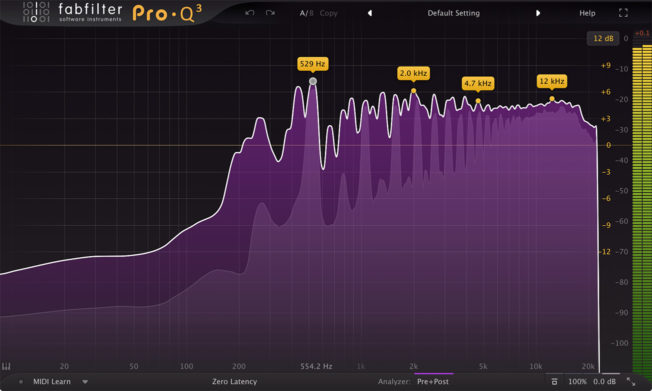 fabfilter
software instruments
Pro·Q³
A/B Copy
Default Setting
Help
12 dB
0
+0.1
529 Hz
2.0 kHz
4.7 kHz
12 kHz
+9
-10
+6
-20
+3
-30
0
-40
-3
-50
-6
-60
-9
-70
-12
-80
-90
-100
20
50
100
200
554.2 Hz
1k
2k
5k
10k
20k
MIDI Learn
Zero Latency
Analyzer: Pre+Post
100%
0.0 dB